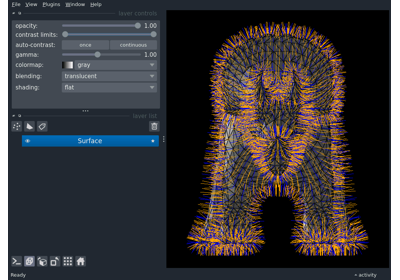 File View Plugins Window Help
layer controls
opacity: 1.00
contrast limits:
auto-contrast: once continuous
gamma: 1.00
colormap: gray
blending: translucent
shading: flat
layer list
Surface
Ready activity